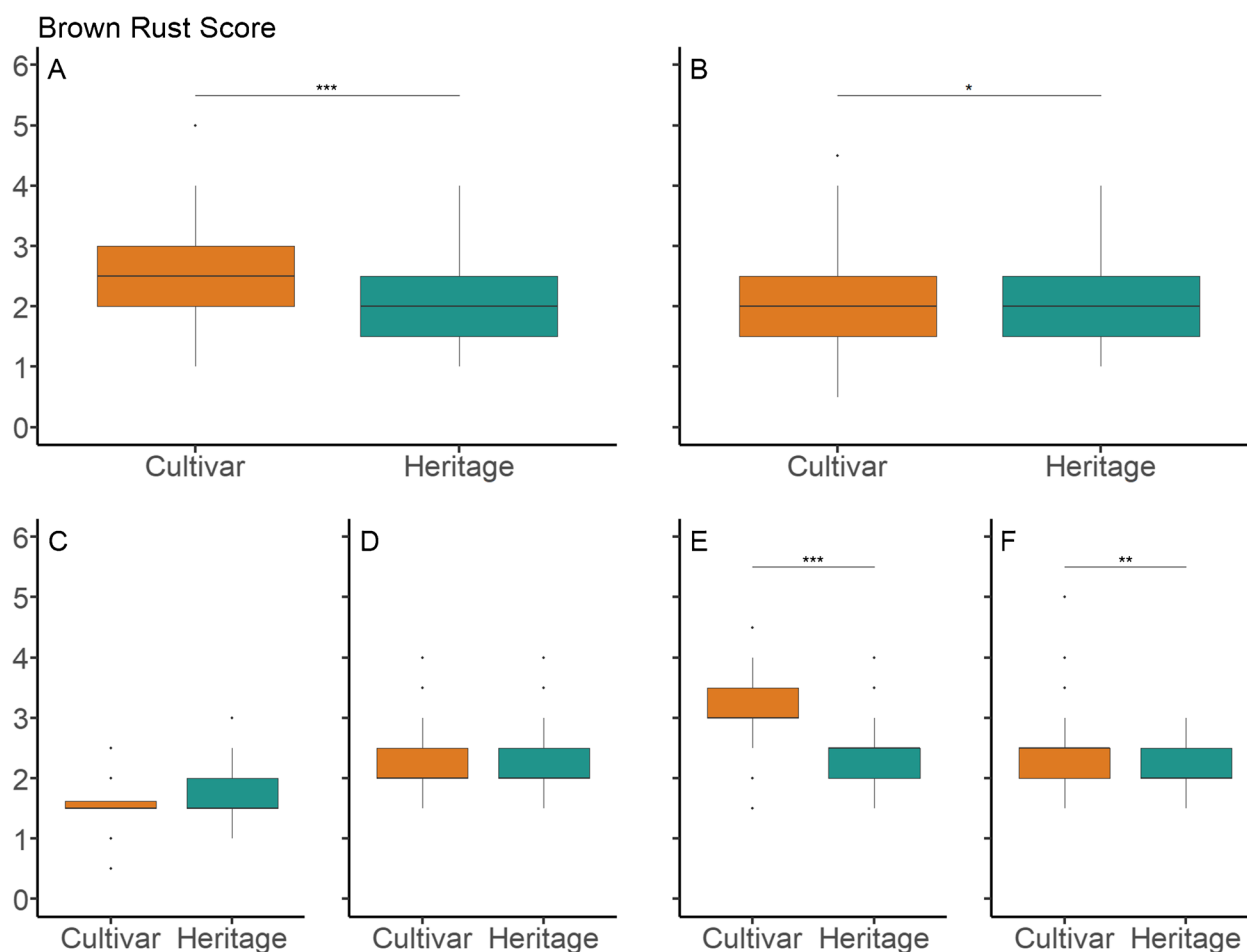 Brown Rust Score
A
B
6
5
4
3
2
1
0
***
*
Cultivar Heritage
Cultivar Heritage
C
D
E
F
6
5
4
3
2
1
0
***
**
Cultivar Heritage
Cultivar Heritage
Cultivar Heritage
Cultivar Heritage